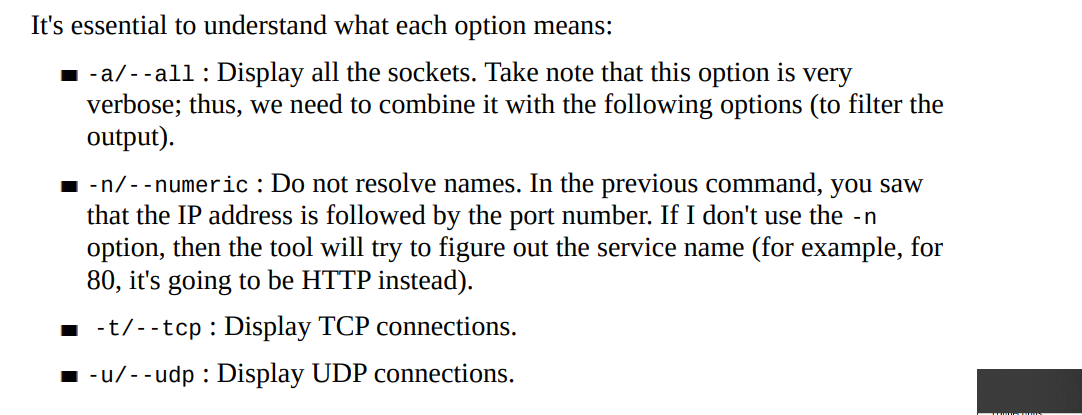 It's essential to understand what each option means:
■ -a/--all : Display all the sockets. Take note that this option is very
verbose; thus, we need to combine it with the following options (to filter the
output).
■ -n/--numeric : Do not resolve names. In the previous command, you saw
that the IP address is followed by the port number. If I don't use the -n
option, then the tool will try to figure out the service name (for example, for
80, it's going to be HTTP instead).
■ -t/--tcp : Display TCP connections.
■ -u/--udp : Display UDP connections.